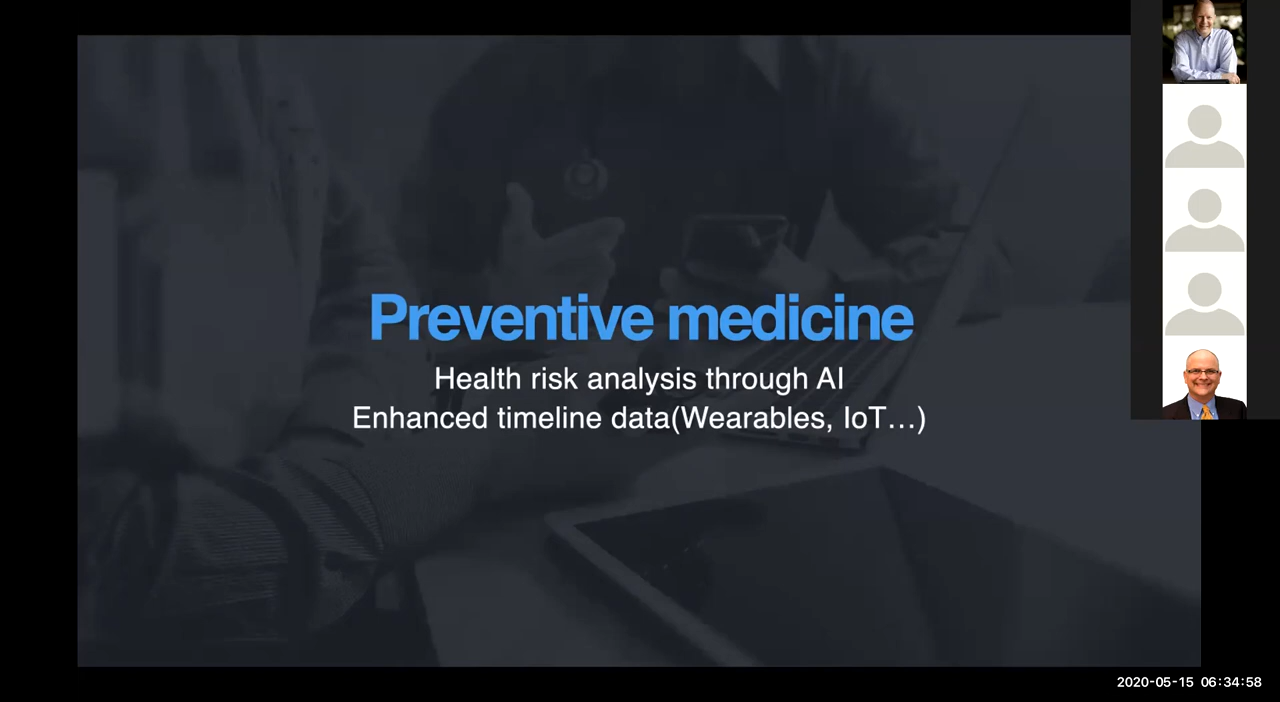 Preventive medicine
Health risk analysis through AI
Enhanced timeline data(Wearables, IoT...)
2020-05-15 06:34:58